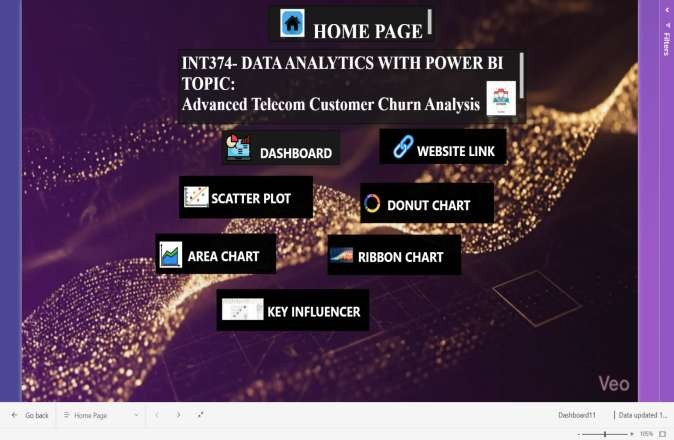 HOME PAGE
INT374- DATA ANALYTICS WITH POWER BI
TOPIC:
Advanced Telecom Customer Churn Analysis
DASHBOARD
WEBSITE LINK
SCATTER PLOT
DONUT CHART
AREA CHART
RIBBON CHART
KEY INFLUENCER
Veo
Filters
Go back
Home Page
Dashboard11
Data updated 1...
- + 105%